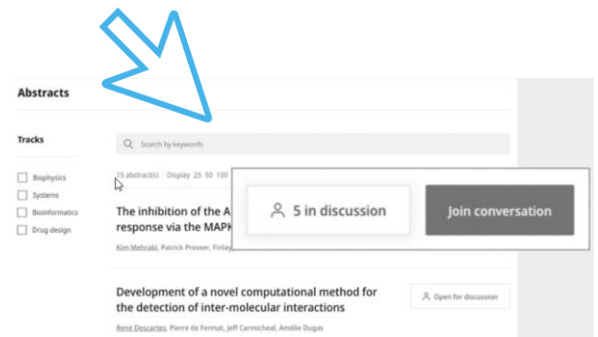 Abstracts
Tracks
Search by keywords
Biophysics
Systems
Bioinformatics
Drug design
15 abstract(s) Display 25 50 100
The inhibition of the A
response via the MAPK
Kim Mehrabi, Patrick Prosser, Finlay
5 in discussion
Join conversation
Development of a novel computational method for
the detection of inter-molecular interactions
Open for discussion
René Descartes, Pierre de Fermat, Jeff Carmicheal, Amélie Dugas